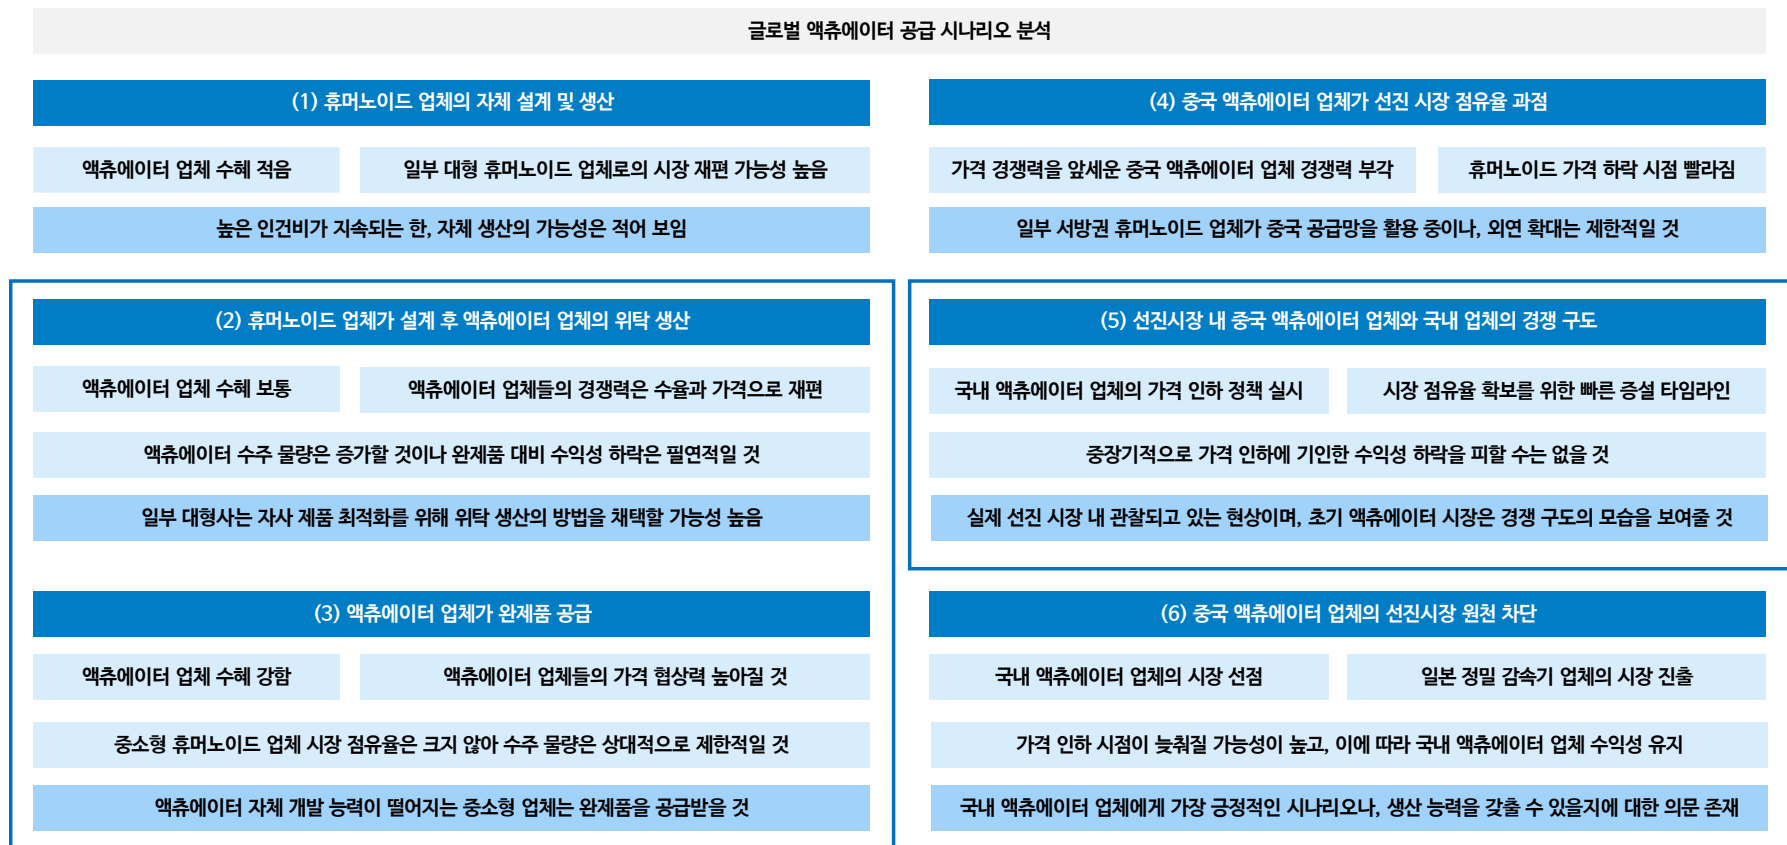 글로벌 액츄에이터 공급 시나리오 분석
(1) 휴머노이드 업체의 자체 설계 및 생산
액츄에이터 업체 수혜 적음
일부 대형 휴머노이드 업체로의 시장 재편 가능성 높음
높은 인건비가 지속되는 한, 자체 생산의 가능성은 적어 보임
(2) 휴머노이드 업체가 설계 후 액츄에이터 업체의 위탁 생산
액츄에이터 업체 수혜 보통
액츄에이터 업체들의 경쟁력은 수율과 가격으로 재편
액츄에이터 수주 물량은 증가할 것이나 완제품 대비 수익성 하락은 필연적일 것
일부 대형사는 자사 제품 최적화를 위해 위탁 생산의 방법을 채택할 가능성 높음
(3) 액츄에이터 업체가 완제품 공급
액츄에이터 업체 수혜 강함
액츄에이터 업체들의 가격 협상력 높아질 것
중소형 휴머노이드 업체 시장 점유율은 크지 않아 수주 물량은 상대적으로 제한적일 것
액츄에이터 자체 개발 능력이 떨어지는 중소형 업체는 완제품을 공급받을 것
(4) 중국 액츄에이터 업체가 선진 시장 점유율 과점
가격 경쟁력을 앞세운 중국 액츄에이터 업체 경쟁력 부각
휴머노이드 가격 하락 시점 빨라짐
일부 서방권 휴머노이드 업체가 중국 공급망을 활용 중이나, 외연 확대는 제한적일 것
(5) 선진시장 내 중국 액츄에이터 업체와 국내 업체의 경쟁 구도
국내 액츄에이터 업체의 가격 인하 정책 실시
시장 점유율 확보를 위한 빠른 증설 타임라인
중장기적으로 가격 인하에 기인한 수익성 하락을 피할 수는 없을 것
실제 선진 시장 내 관찰되고 있는 현상이며, 초기 액츄에이터 시장은 경쟁 구도의 모습을 보여줄 것
(6) 중국 액츄에이터 업체의 선진시장 원천 차단
국내 액츄에이터 업체의 시장 선점
일본 정밀 감속기 업체의 시장 진출
가격 인하 시점이 늦춰질 가능성이 높고, 이에 따라 국내 액츄에이터 업체 수익성 유지
국내 액츄에이터 업체에게 가장 긍정적인 시나리오나, 생산 능력을 갖출 수 있을지에 대한 의문 존재